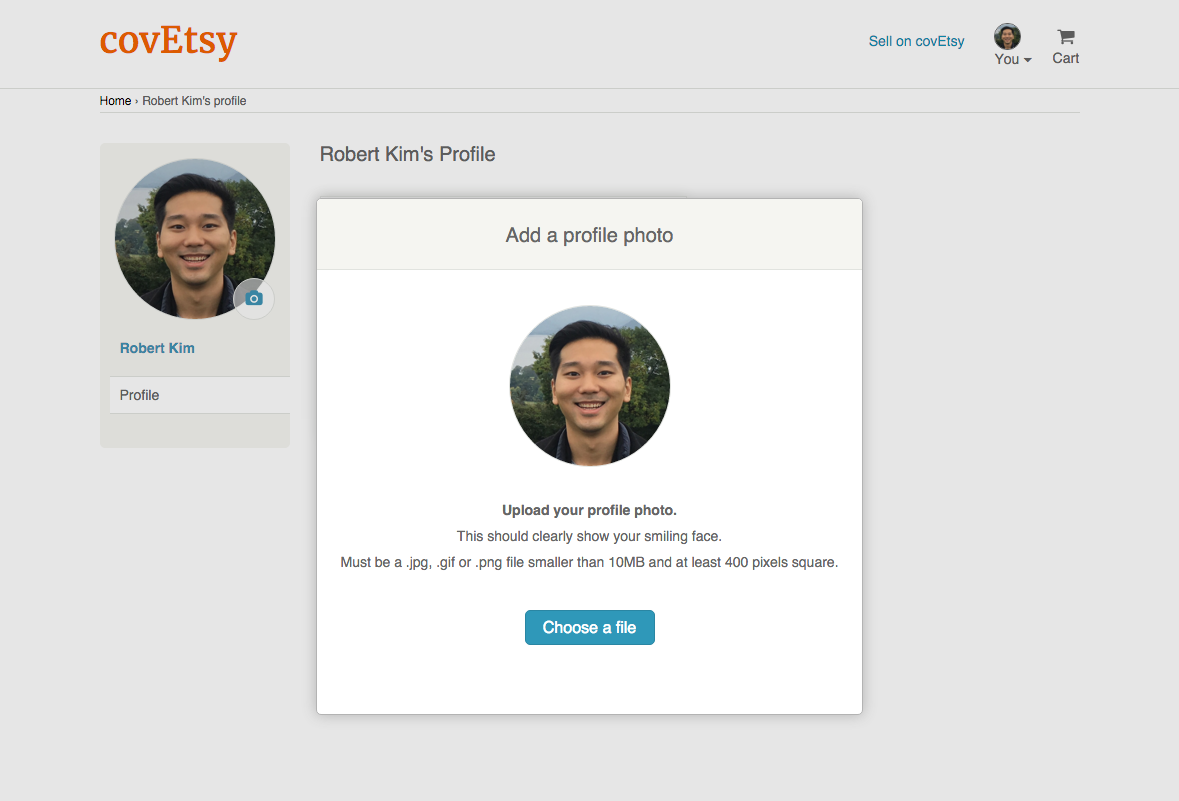 covEtsy
Sell on covEtsy
You
Cart
Home › Robert Kim's profile
Robert Kim's Profile
Robert Kim
Profile
Add a profile photo
Upload your profile photo.
This should clearly show your smiling face.
Must be a .jpg, .gif or .png file smaller than 10MB and at least 400 pixels square.
Choose a file